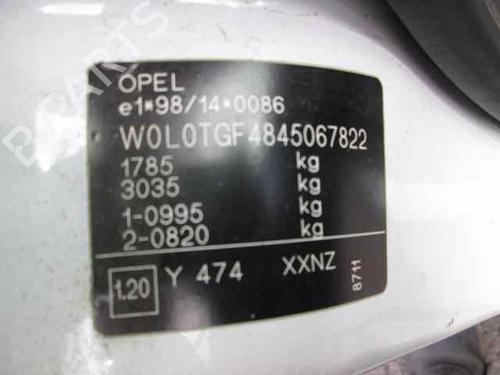 OPEL
e1*98/14*0086
W0L0TGF4845067822
1785 kg
3035 kg
1-0995 kg
2-0820 kg
1.20 Y 474 XXNZ
8711
PARTS